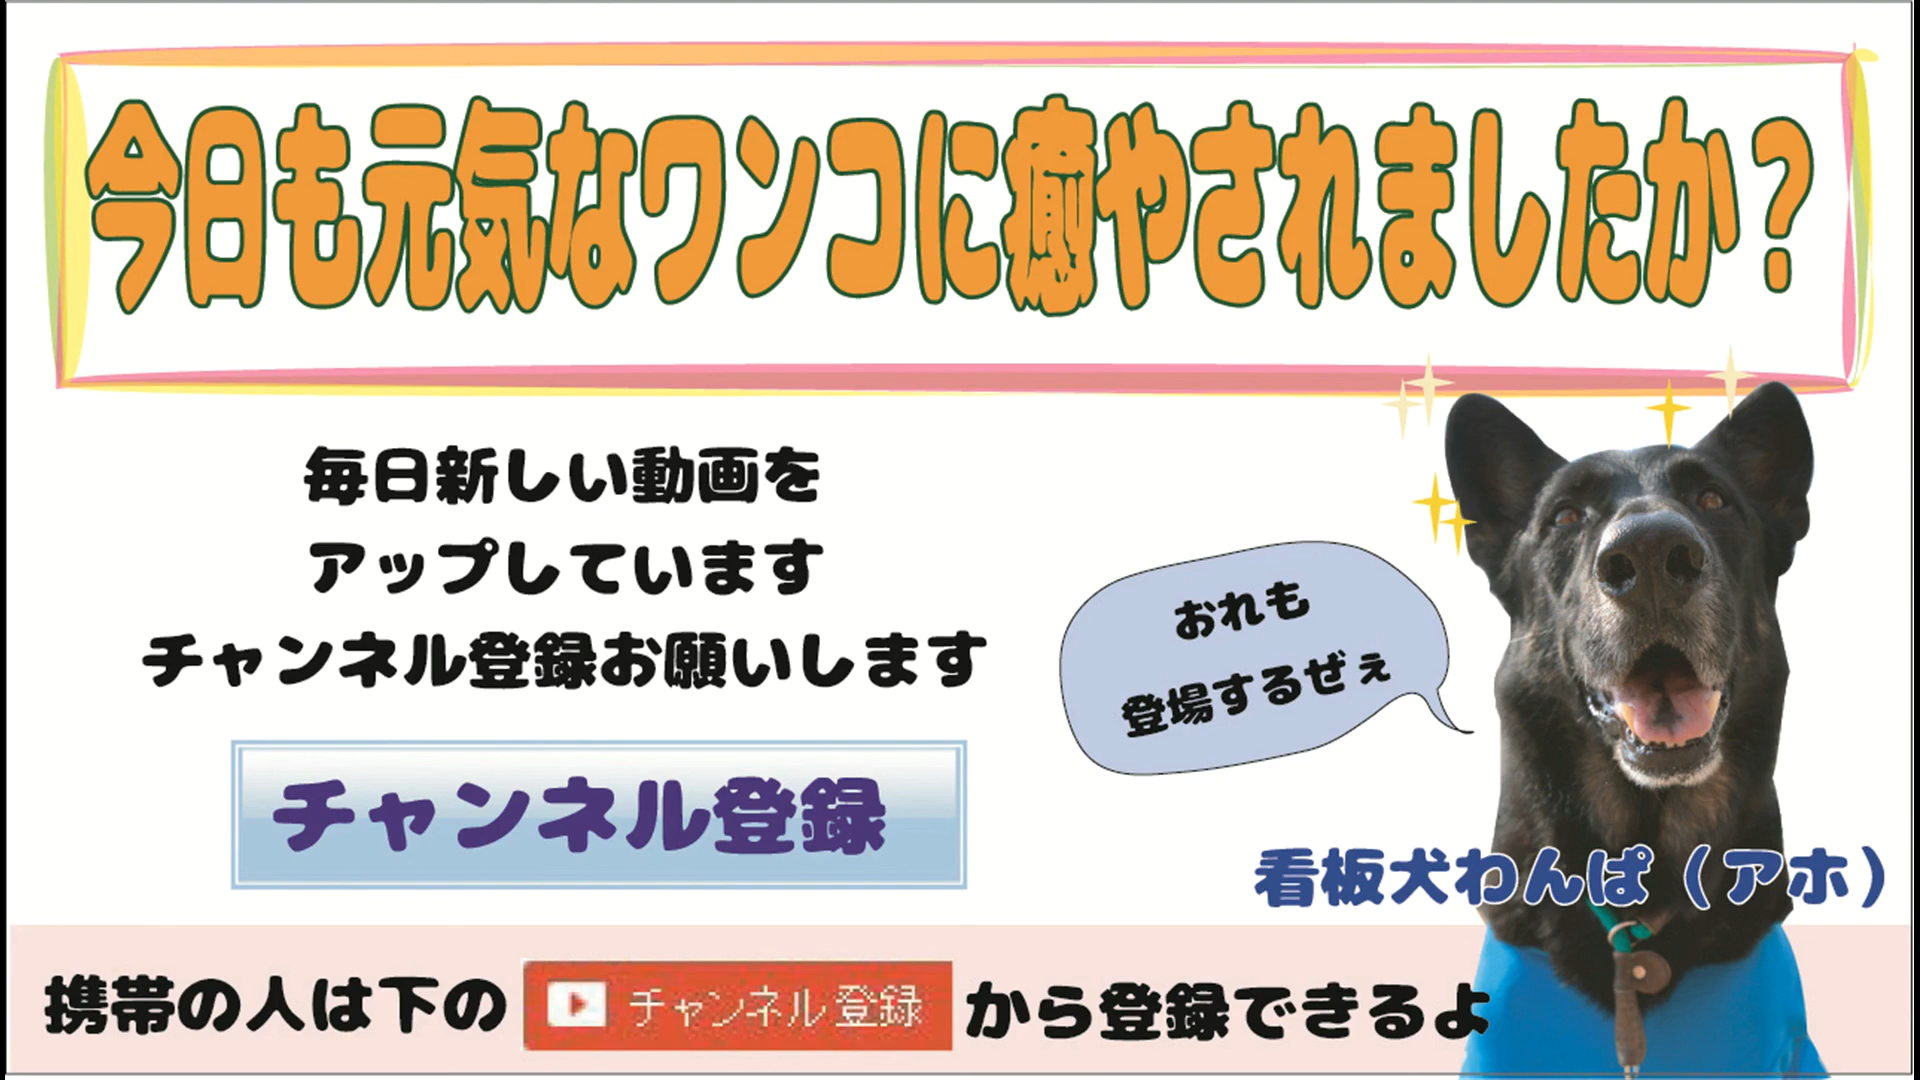 今日も元気なワンコに癒やされましたか？
毎日新しい動画を
アップしています
チャンネル登録お願いします
おれも
登場するぜぇ
チャンネル登録
看板犬わんぱ（アホ）
携帯の人は下の チャンネル登録 から登録できるよ